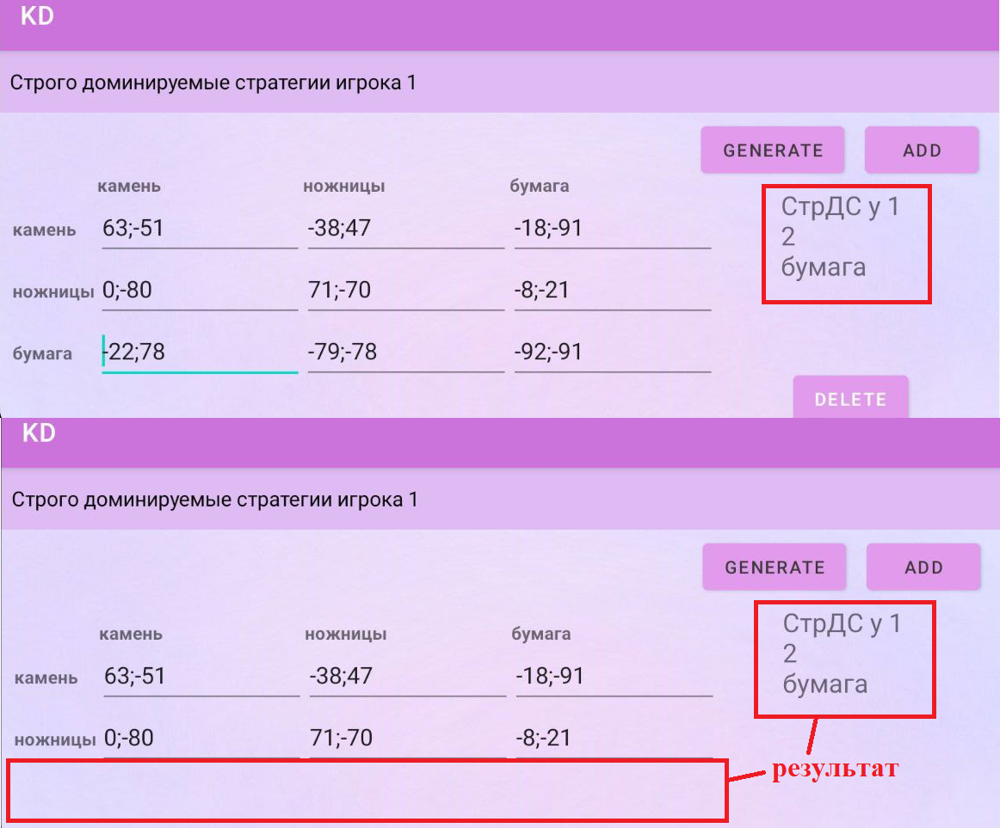 KD
Строго доминируемые стратегии игрока 1
GENERATE ADD
камень ножницы бумага
СтрДС у 1
2
бумага
камень 63;-51 -38;47 -18;-91
ножницы 0;-80 71;-70 -8;-21
бумага -22;78 -79;-78 -92;-91
DELETE
KD
Строго доминируемые стратегии игрока 1
GENERATE ADD
камень ножницы бумага
СтрДС у 1
2
бумага
камень 63;-51 -38;47 -18;-91
ножницы 0;-80 71;-70 -8;-21
результат